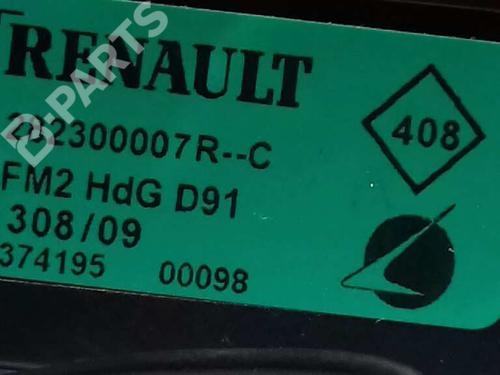 RENAULT
282300007R--C
408
FM2 HdG D91
308/09
374195 00098
B-PARTS